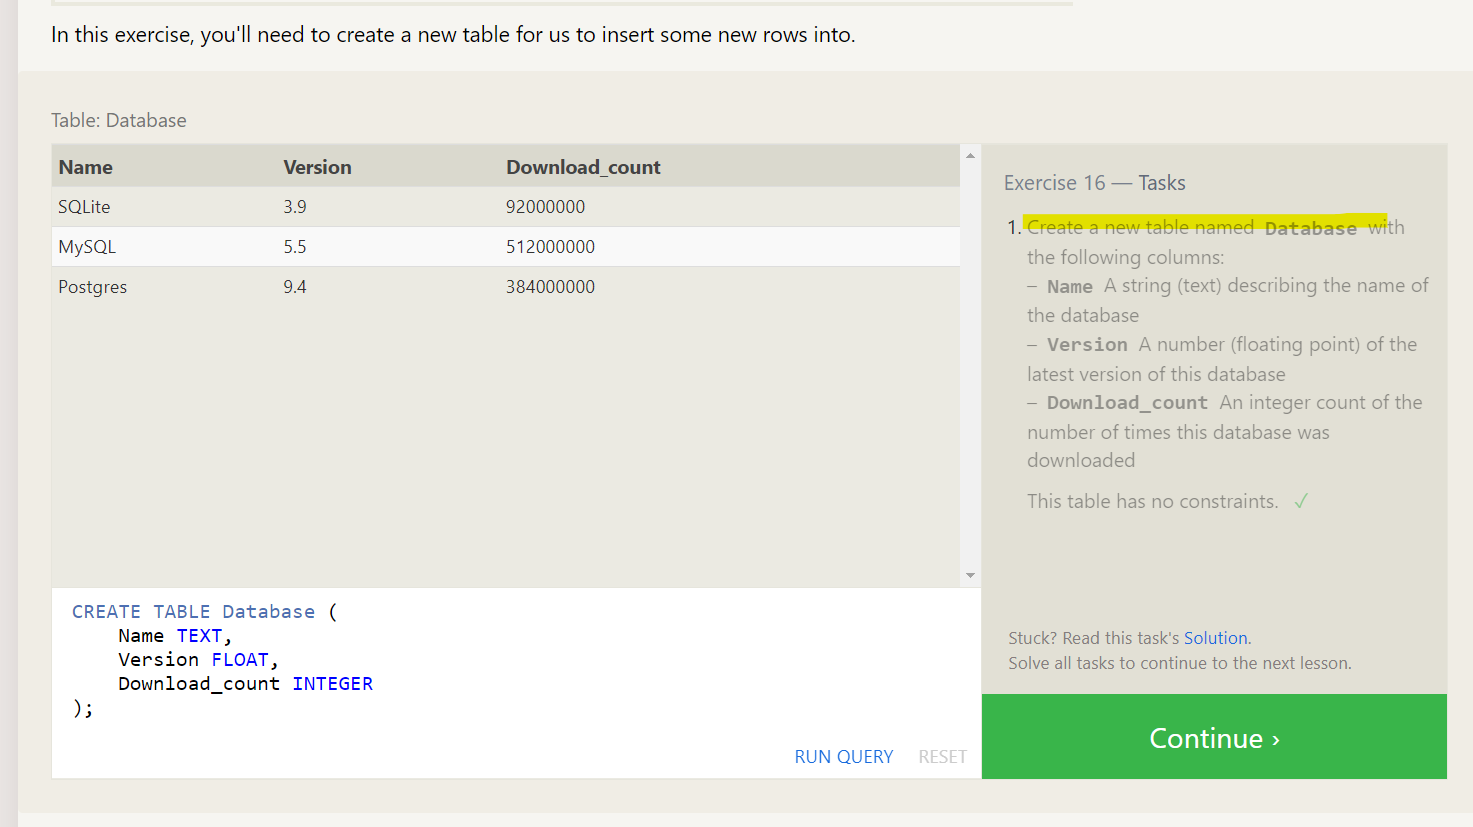 In this exercise, you'll need to create a new table for us to insert some new rows into.
Table: Database
Name Version Download_count
SQLite 3.9 92000000
MySQL 5.5 512000000
Postgres 9.4 384000000
CREATE TABLE Database (
    Name TEXT,
    Version FLOAT,
    Download_count INTEGER
);
RUN QUERY RESET
Exercise 16 — Tasks
1. Create a new table named Database with
the following columns:
– Name A string (text) describing the name of
the database
– Version A number (floating point) of the
latest version of this database
– Download_count An integer count of the
number of times this database was
downloaded
This table has no constraints. ✓
Stuck? Read this task's Solution.
Solve all tasks to continue to the next lesson.
Continue ›